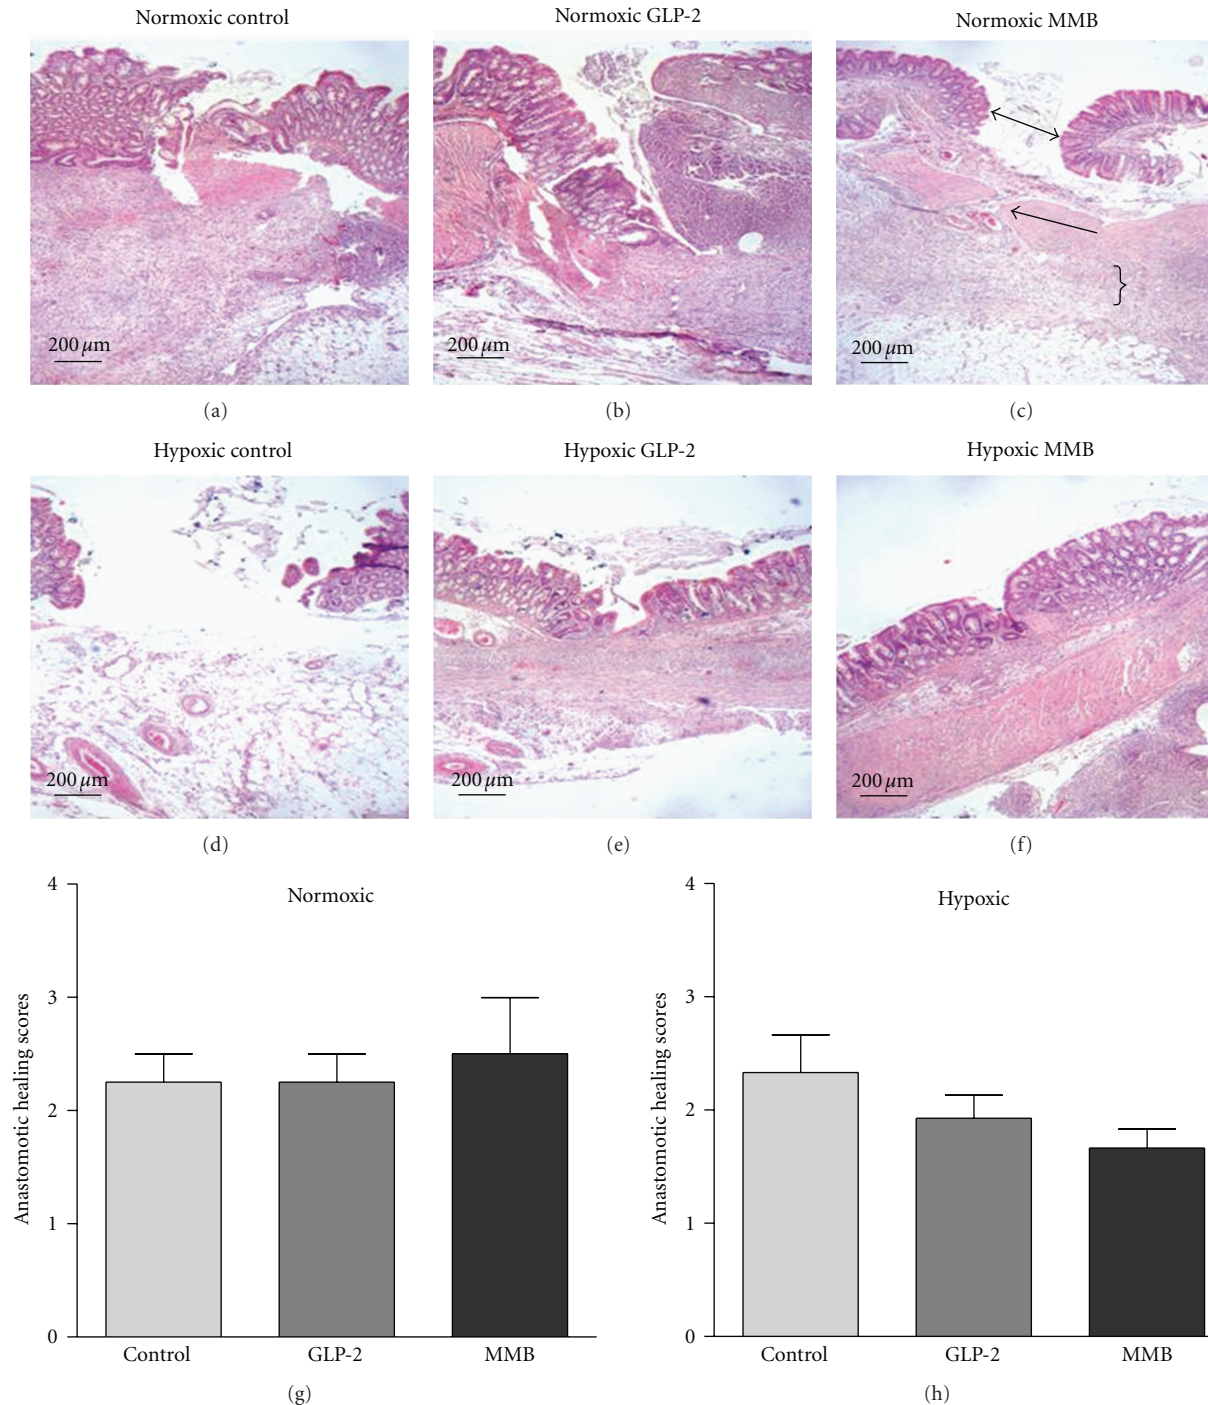 Normoxic control
Normoxic GLP-2
Normoxic MMB
200 μm
200 μm
200 μm
(a)
(b)
(c)
Hypoxic control
Hypoxic GLP-2
Hypoxic MMB
200 μm
200 μm
200 μm
(d)
(e)
(f)
4
3
2
1
0
Anastomotic healing scores
Normoxic
Control
GLP-2
MMB
(g)
4
3
2
1
0
Anastomotic healing scores
Hypoxic
Control
GLP-2
MMB
(h)